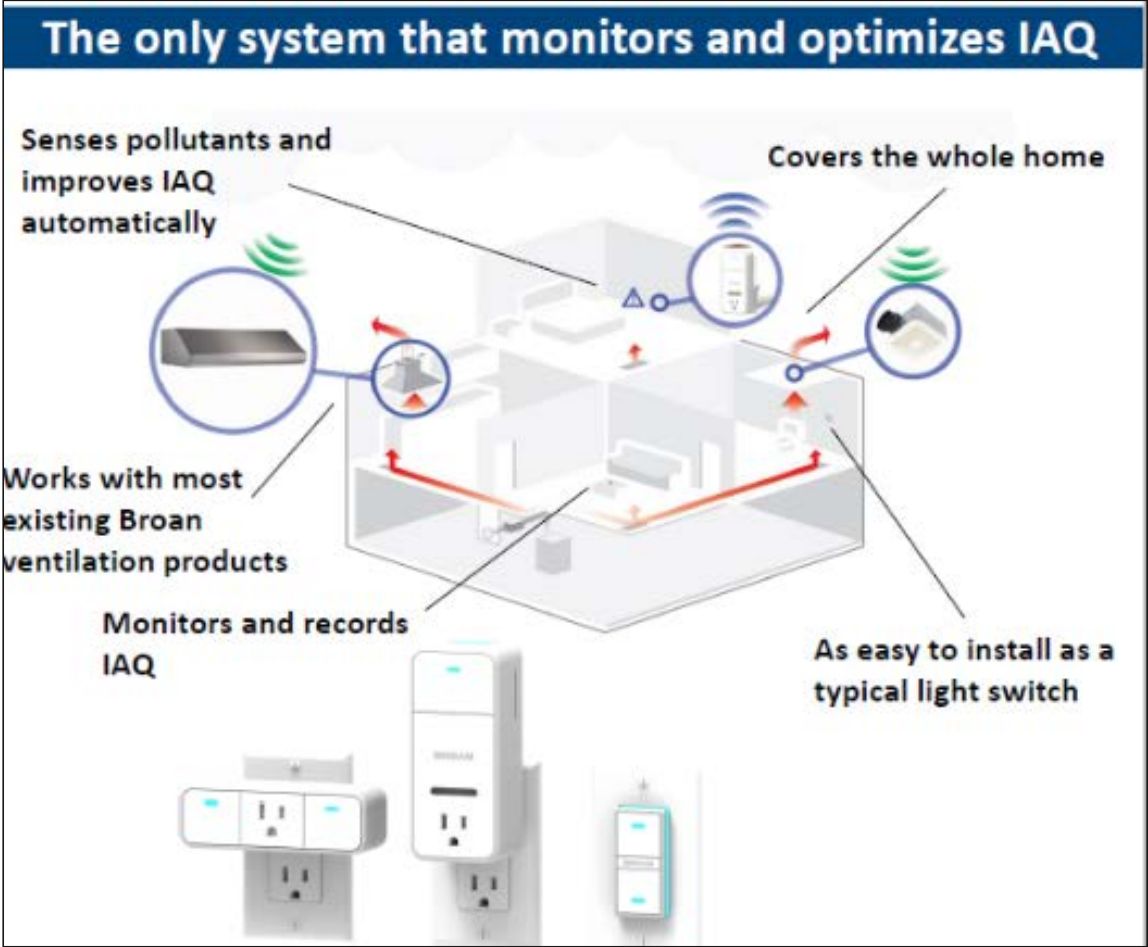 The only system that monitors and optimizes IAQ
Senses pollutants and
improves IAQ
automatically
Covers the whole home
Works with most
existing Broan
ventilation products
Monitors and records
IAQ
As easy to install as a
typical light switch
BROAN